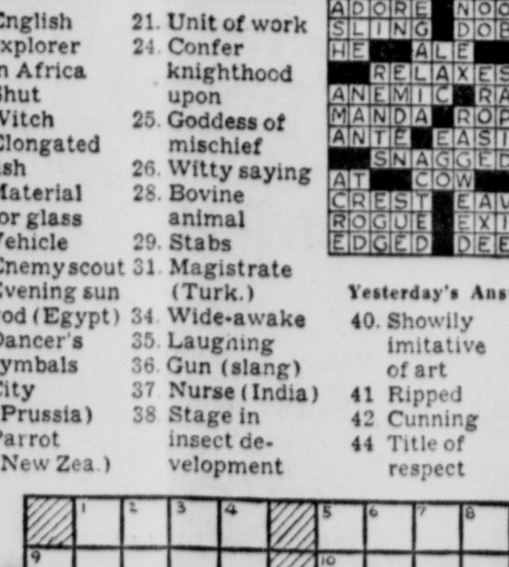 English
xplorer
n Africa
Shut
Witch
Elongated
ish
Material
or glass
Vehicle
Enemy scout
Evening sun
god (Egypt)
Dancer's
ymbals
City
(Prussia)
Parrot
(New Zea.)
21. Unit of work
24. Confer
knighthood
upon
25. Goddess of
mischief
26. Witty saying
28. Bovine
animal
29. Stabs
31. Magistrate
(Turk.)
34. Wide-awake
35. Laughing
36. Gun (slang)
37. Nurse (India)
38. Stage in
insect de-
velopment
ADORE NOO
SLING DOB
HE ALE
RELAXES
ANEMIC RA
MANDA ROP
ANTE EASI
SNAGGED
AT COW
CREST EAV
ROGUE EXI
EDGED DEE
Yesterday's Ans
40. Showily
imitative
of art
41 Ripped
42. Cunning
44 Title of
respect
1 2 3 4 5 6 7 8
9 10